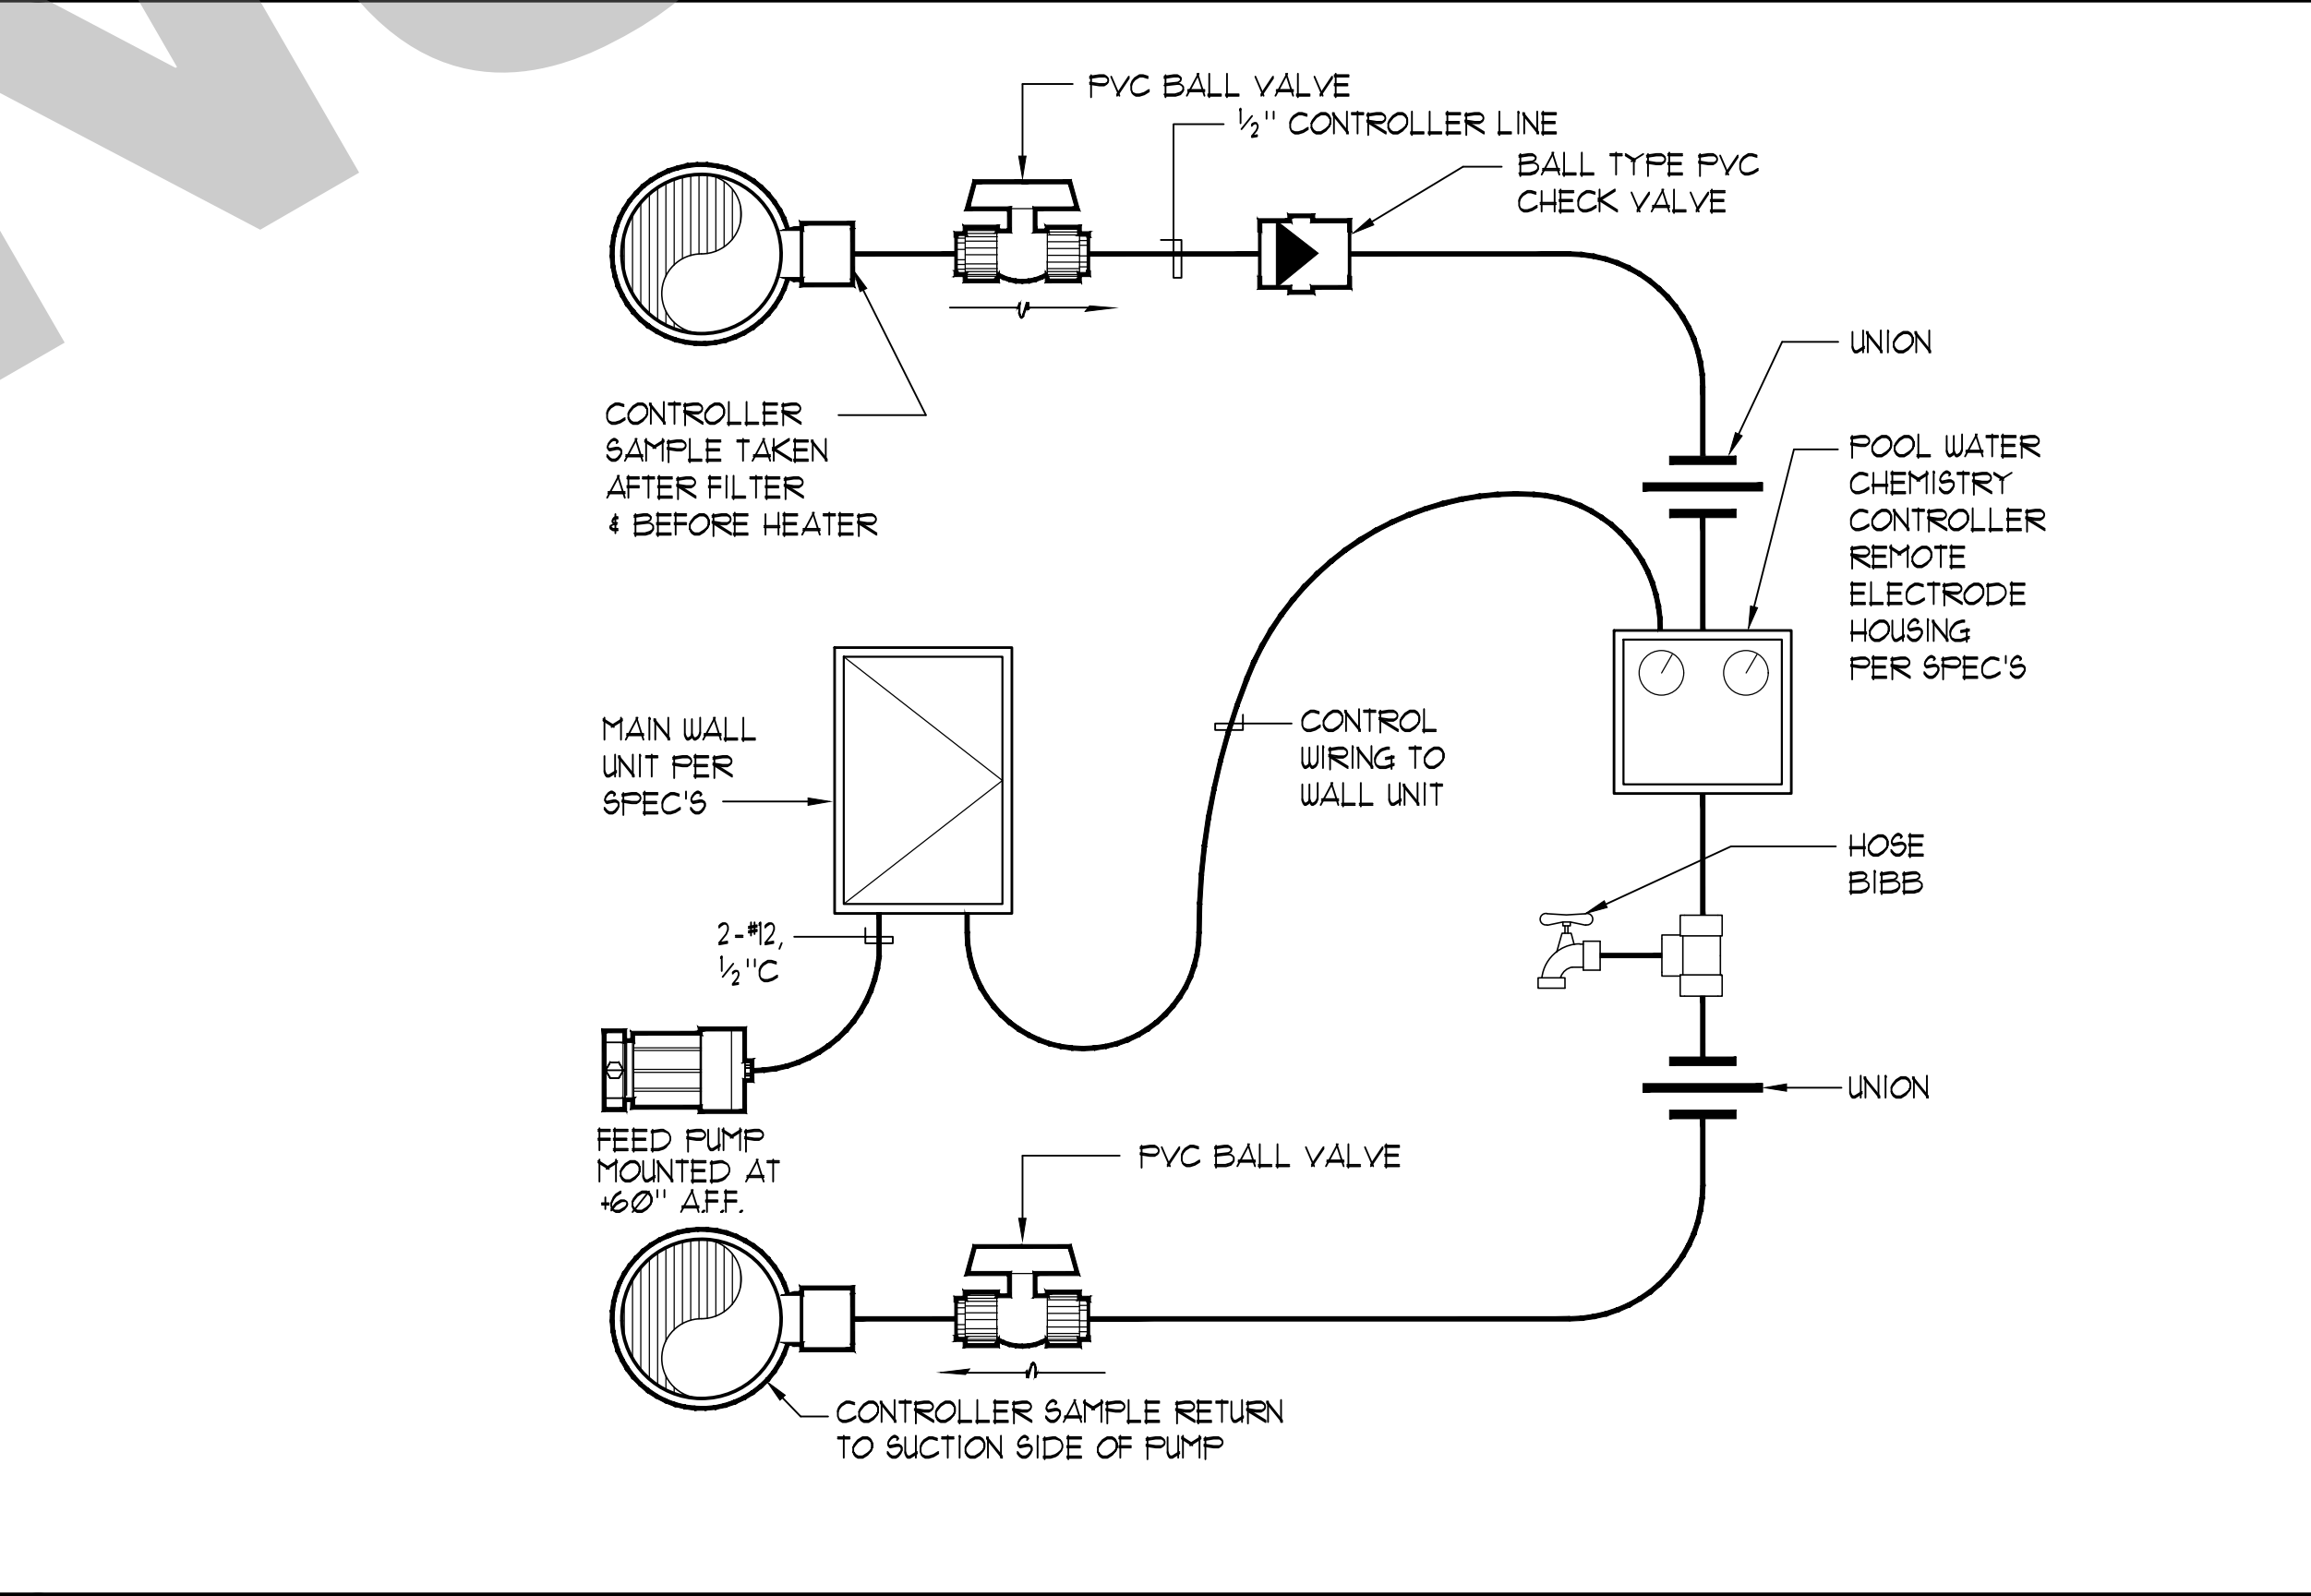 PVC BALL VALVE
½" CONTROLLER LINE
BALL TYPE PVC
CHECK VALVE
UNION
CONTROLLER
SAMPLE TAKEN
AFTER FILTER
& BEFORE HEATER
POOL WATER
CHEMISTRY
CONTROLLER
REMOTE
ELECTRODE
HOUSING
PER SPEC'S
MAIN WALL
UNIT PER
SPEC'S
CONTROL
WIRING TO
WALL UNIT
HOSE
BIBB
2-#12,
½"C
UNION
FEED PUMP
MOUNTED AT
+60" A.F.F.
PVC BALL VALVE
CONTROLLER SAMPLE RETURN
TO SUCTION SIDE OF PUMP